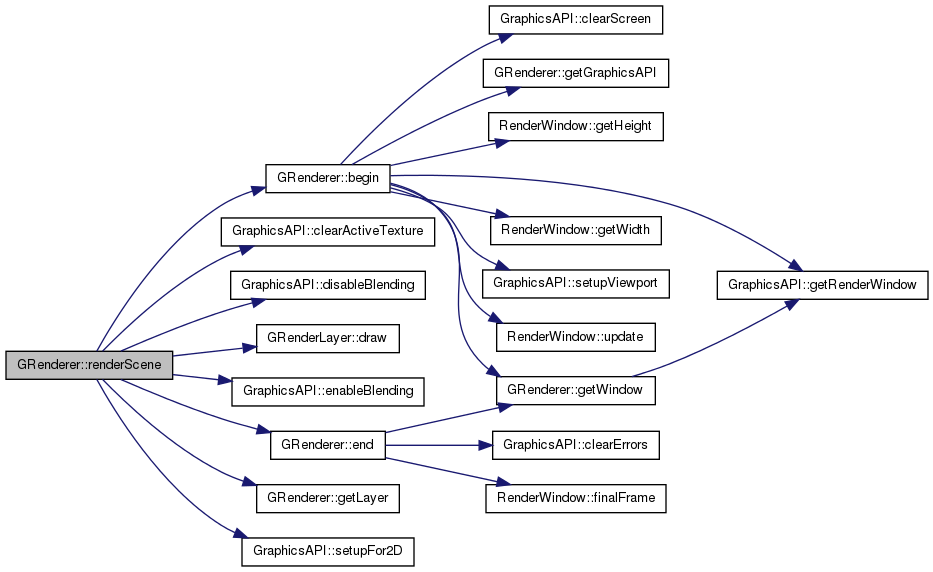 GraphicsAPI::clearScreen
GRenderer::getGraphicsAPI
RenderWindow::getHeight
GRenderer::begin
GraphicsAPI::clearActiveTexture
RenderWindow::getWidth
GraphicsAPI::disableBlending
GraphicsAPI::setupViewport
GraphicsAPI::getRenderWindow
GRenderLayer::draw
RenderWindow::update
GRenderer::renderScene
GraphicsAPI::enableBlending
GRenderer::getWindow
GRenderer::end
GraphicsAPI::clearErrors
GRenderer::getLayer
RenderWindow::finalFrame
GraphicsAPI::setupFor2D